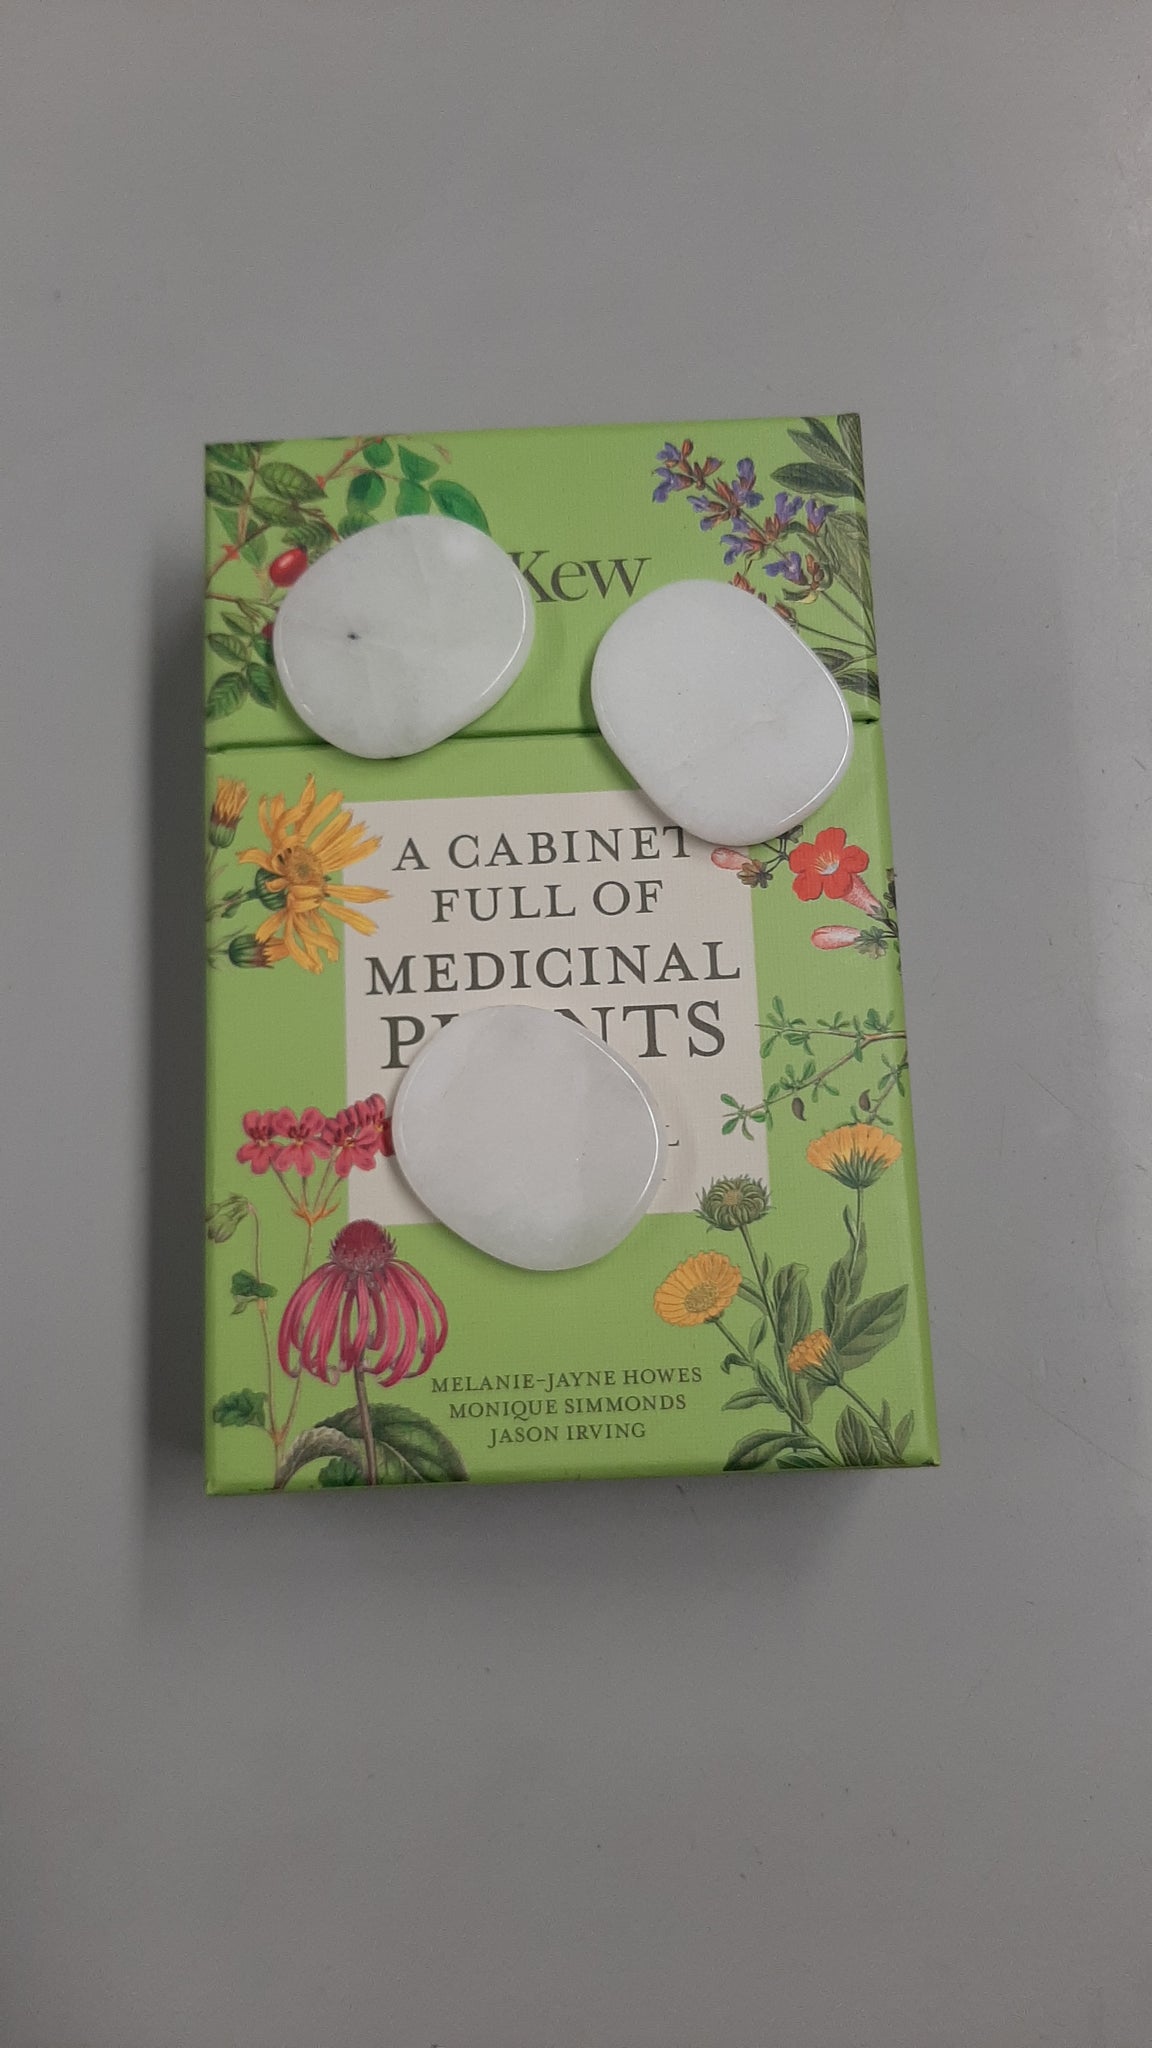 Kew
A CABINET
FULL OF
MEDICINAL
MELANIE-JAYNE HOWES
MONIQUE SIMMONDS
JASON IRVING